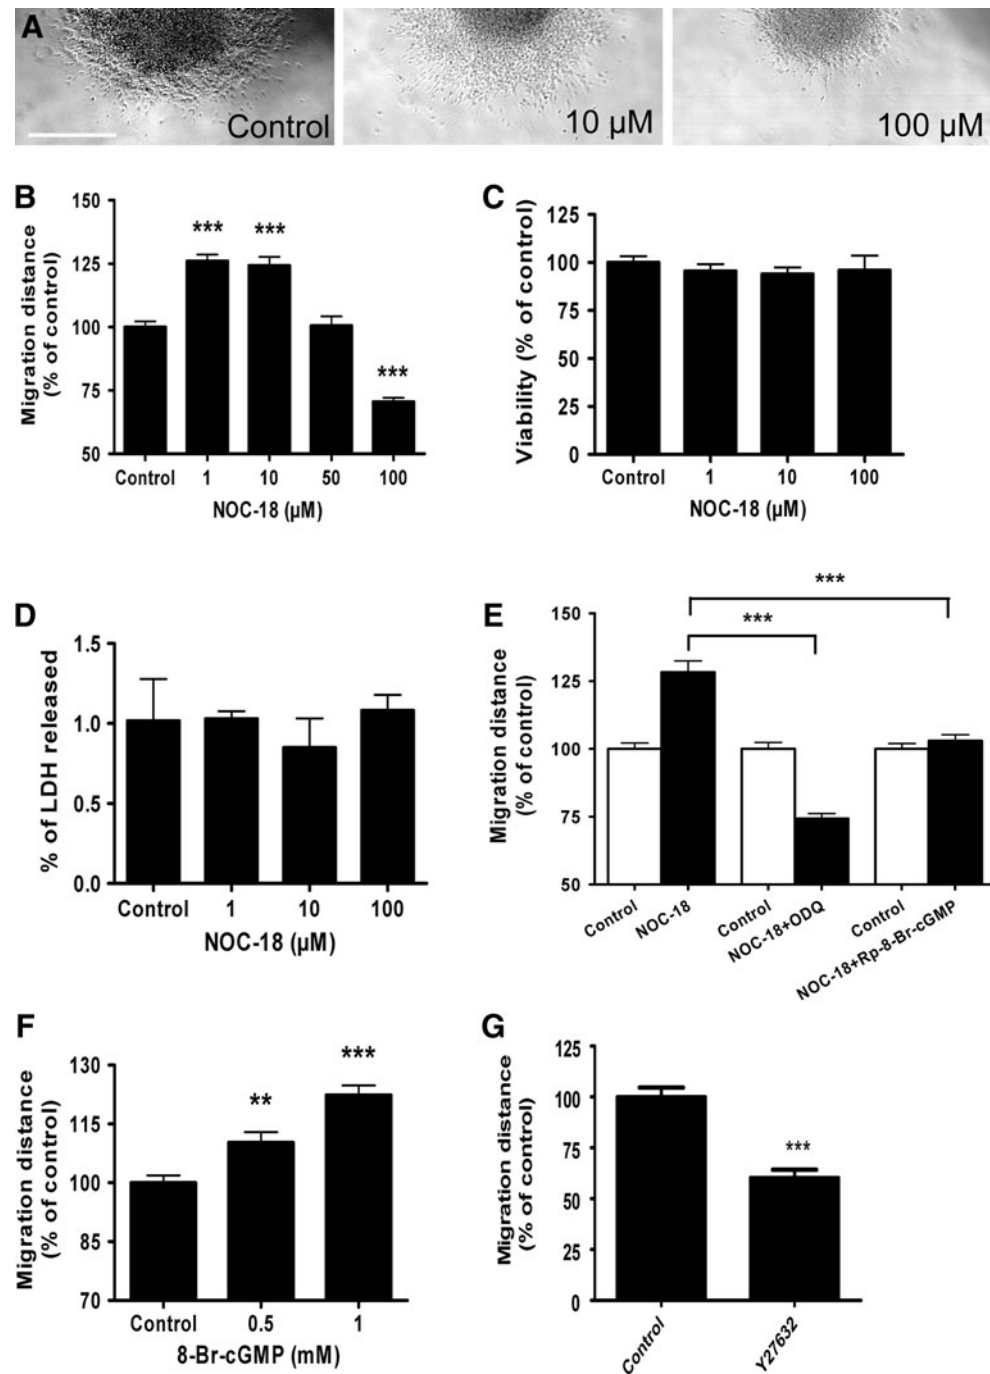 A
Control
10 µM
100 µM
B
Migration distance
(% of control)
150
125
100
75
50
***
***
***
Control 1 10 50 100
NOC-18 (µM)
C
Viability (% of control)
125
100
75
50
25
0
Control 1 10 100
NOC-18 (µM)
D
% of LDH released
1.5
1.0
0.5
0.0
Control 1 10 100
NOC-18 (µM)
E
Migration distance
(% of control)
150
125
100
75
50
***
***
Control
NOC-18
Control
NOC-18+ODQ
Control
NOC-18+Rp-8-Br-cGMP
F
Migration distance
(% of control)
130
115
100
85
70
**
***
Control 0.5 1
8-Br-cGMP (mM)
G
Migration distance
(% of control)
125
100
75
50
25
0
***
Control
Y27632